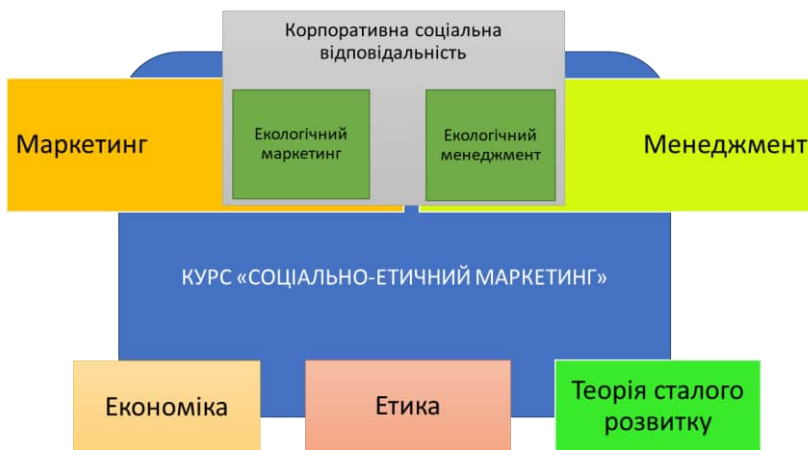 Корпоративна соціальна
відповідальність
Маркетинг
Екологічний
маркетинг
Екологічний
менеджмент
Менеджмент
КУРС «СОЦІАЛЬНО-ЕТИЧНИЙ МАРКЕТИНГ»
Економіка
Етика
Теорія сталого
розвитку